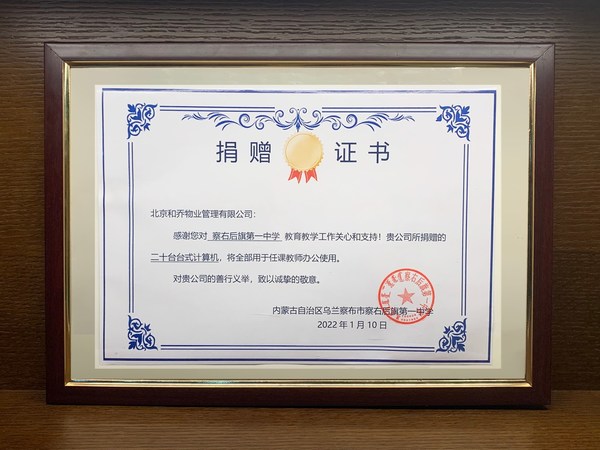 捐赠 证书
北京和乔物业管理有限公司：
感谢您对 察右后旗第一中学 教育教学工作关心和支持！贵公司所捐赠的
二十台台式计算机，将全部用于任课教师办公使用。
对贵公司的善行义举，致以诚挚的敬意。
内蒙古自治区乌兰察布市察右后旗第一中学
2022 年 1 月 10 日